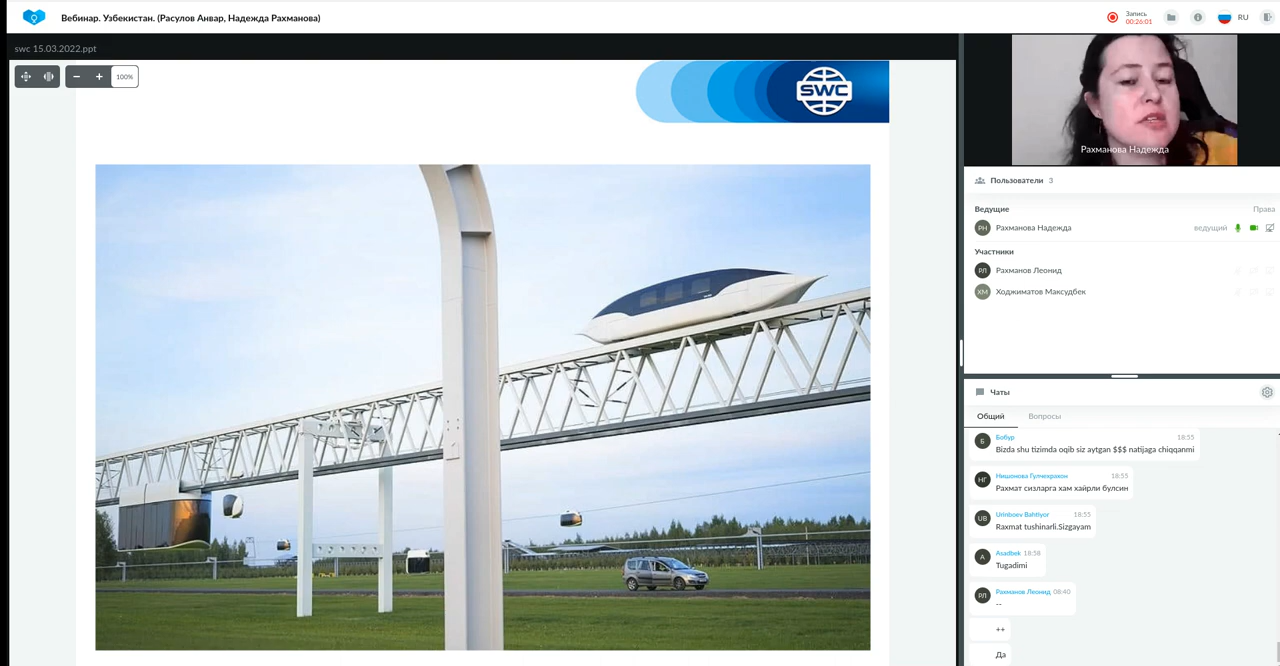 Вебинар. Узбекистан. (Расулов Анвар, Надежда Рахманова)
Запись
00:26:01
RU
swc 15.03.2022.ppt
100%
SWC
Рахманова Надежда
Пользователи 3
Ведущие Права
РН Рахманова Надежда ведущий
Участники
РЛ Рахманов Леонид
ХМ Ходжиматов Максудбек
Чаты
Общий Вопросы
Б Бобур 18:55
Bizda shu tizimda oqib siz aytgan $$$ natijaga chiqqanmi
НГ Нишонова Гулчехрахон 18:55
Рахмат сизларга хам хайрли булсин
UB Urinboev Bahtiyor 18:55
Raxmat tushinarli.Sizgayam
A Asadbek 18:58
Tugadimi
РЛ Рахманов Леонид 08:40
--
++
Да